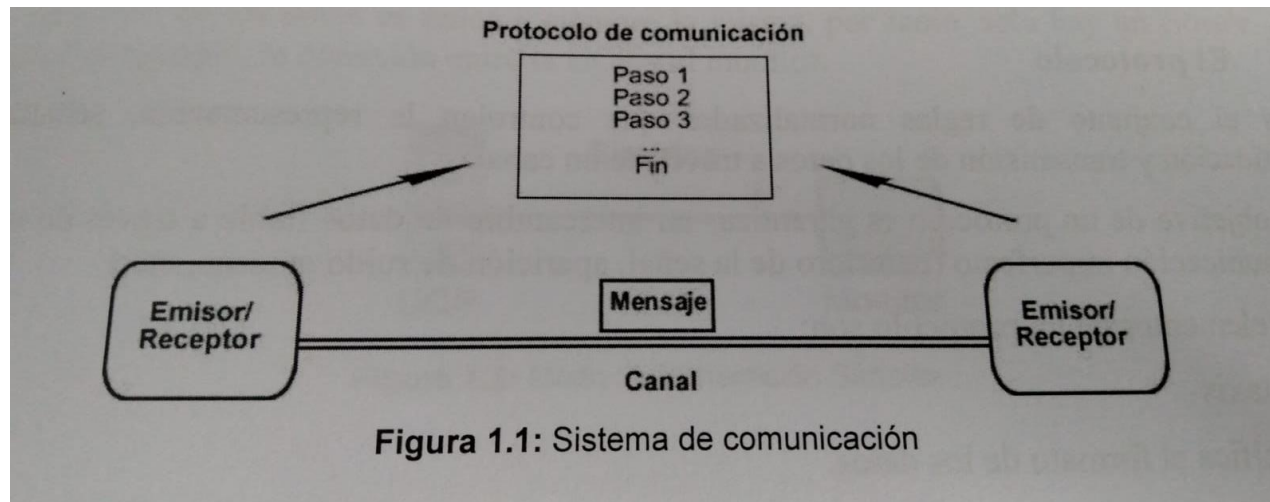 Protocolo de comunicación
Paso 1
Paso 2
Paso 3
...
Fin
Emisor/
Receptor
Mensaje
Emisor/
Receptor
Canal
Figura 1.1: Sistema de comunicación